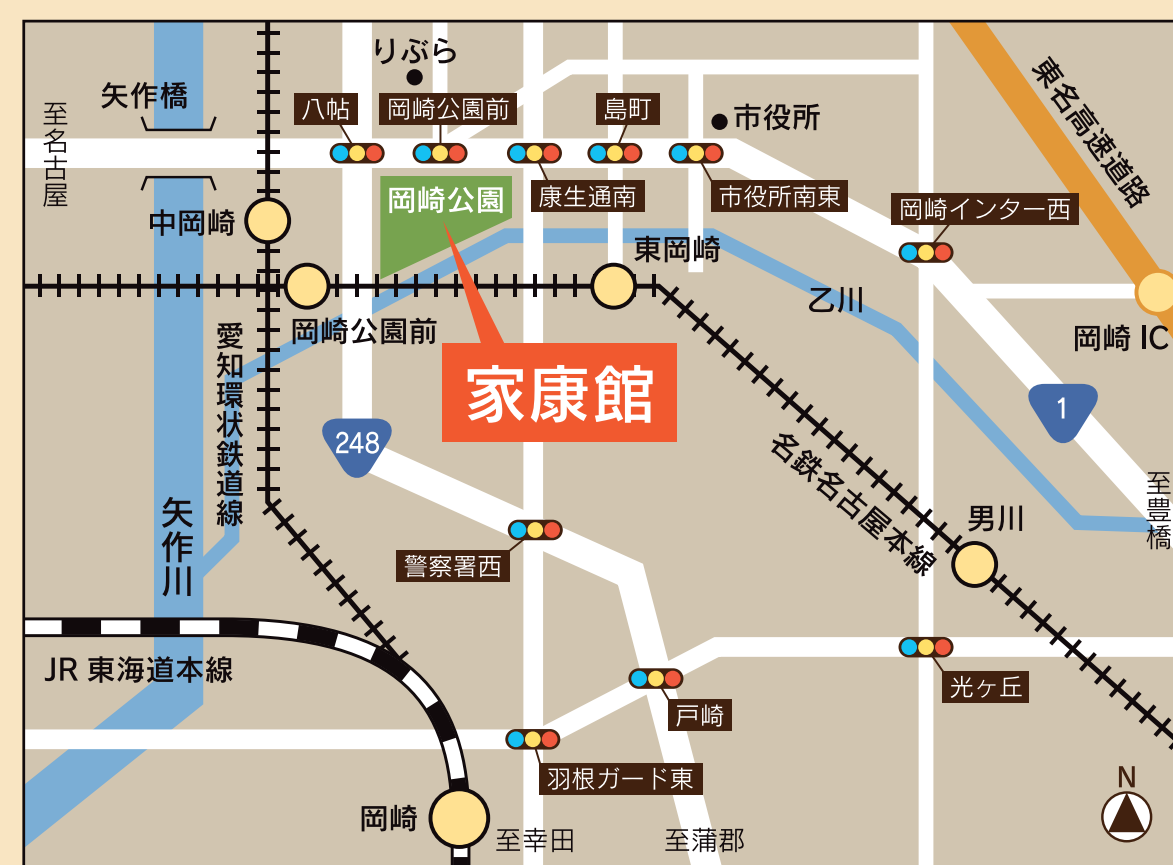 りぶら
矢作橋
至名古屋
八帖
岡崎公園前
島町
市役所
東名高速道路
岡崎公園
康生通南
市役所南東
岡崎インター西
中岡崎
東岡崎
乙川
岡崎公園前
岡崎 IC
愛知環状鉄道線
家康館
1
248
名鉄名古屋本線
至豊橋
矢作川
男川
警察署西
JR 東海道本線
光ヶ丘
戸崎
羽根ガード東
N
岡崎
至幸田
至蒲郡